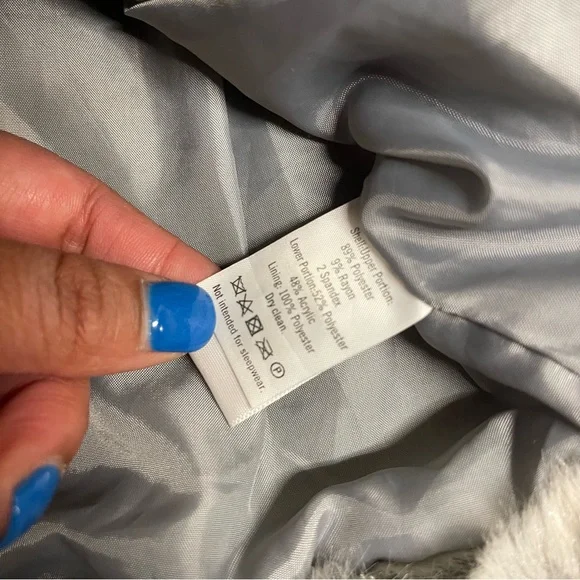 Shell:Upper Portion:
89% Polyester
9% Rayon
2 Spandex
Lower Portion:52% Polyester
48% Acrylic
Lining: 100% Polyester
Dry clean.
P
Not intended for sleepwear.